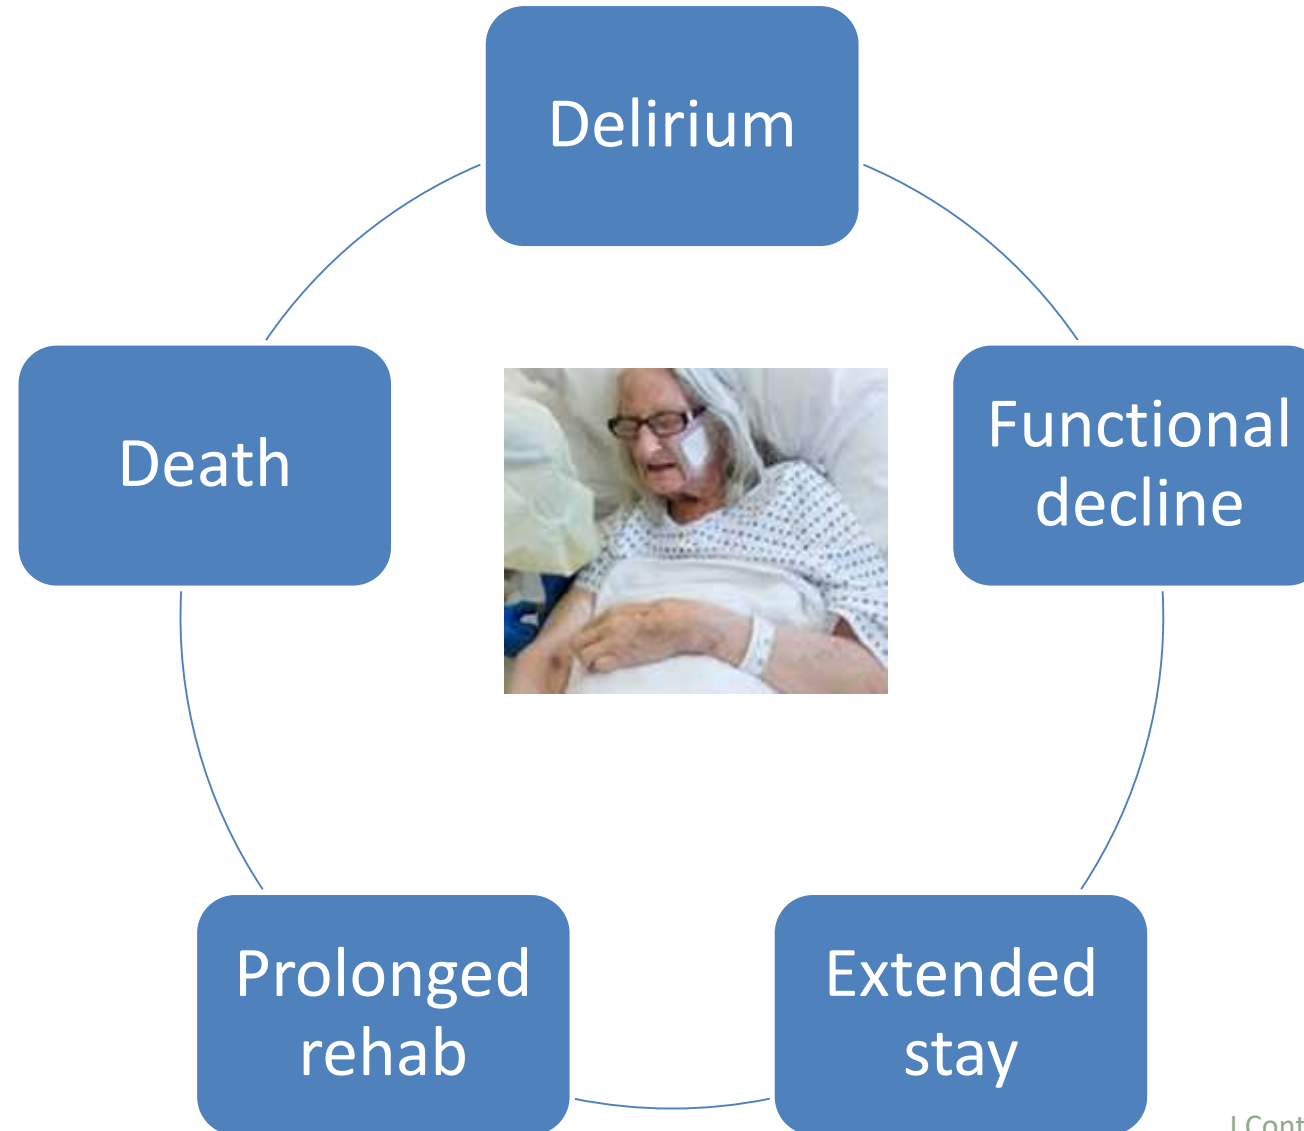 Delirium
Functional
decline
Extended
stay
Prolonged
rehab
Death